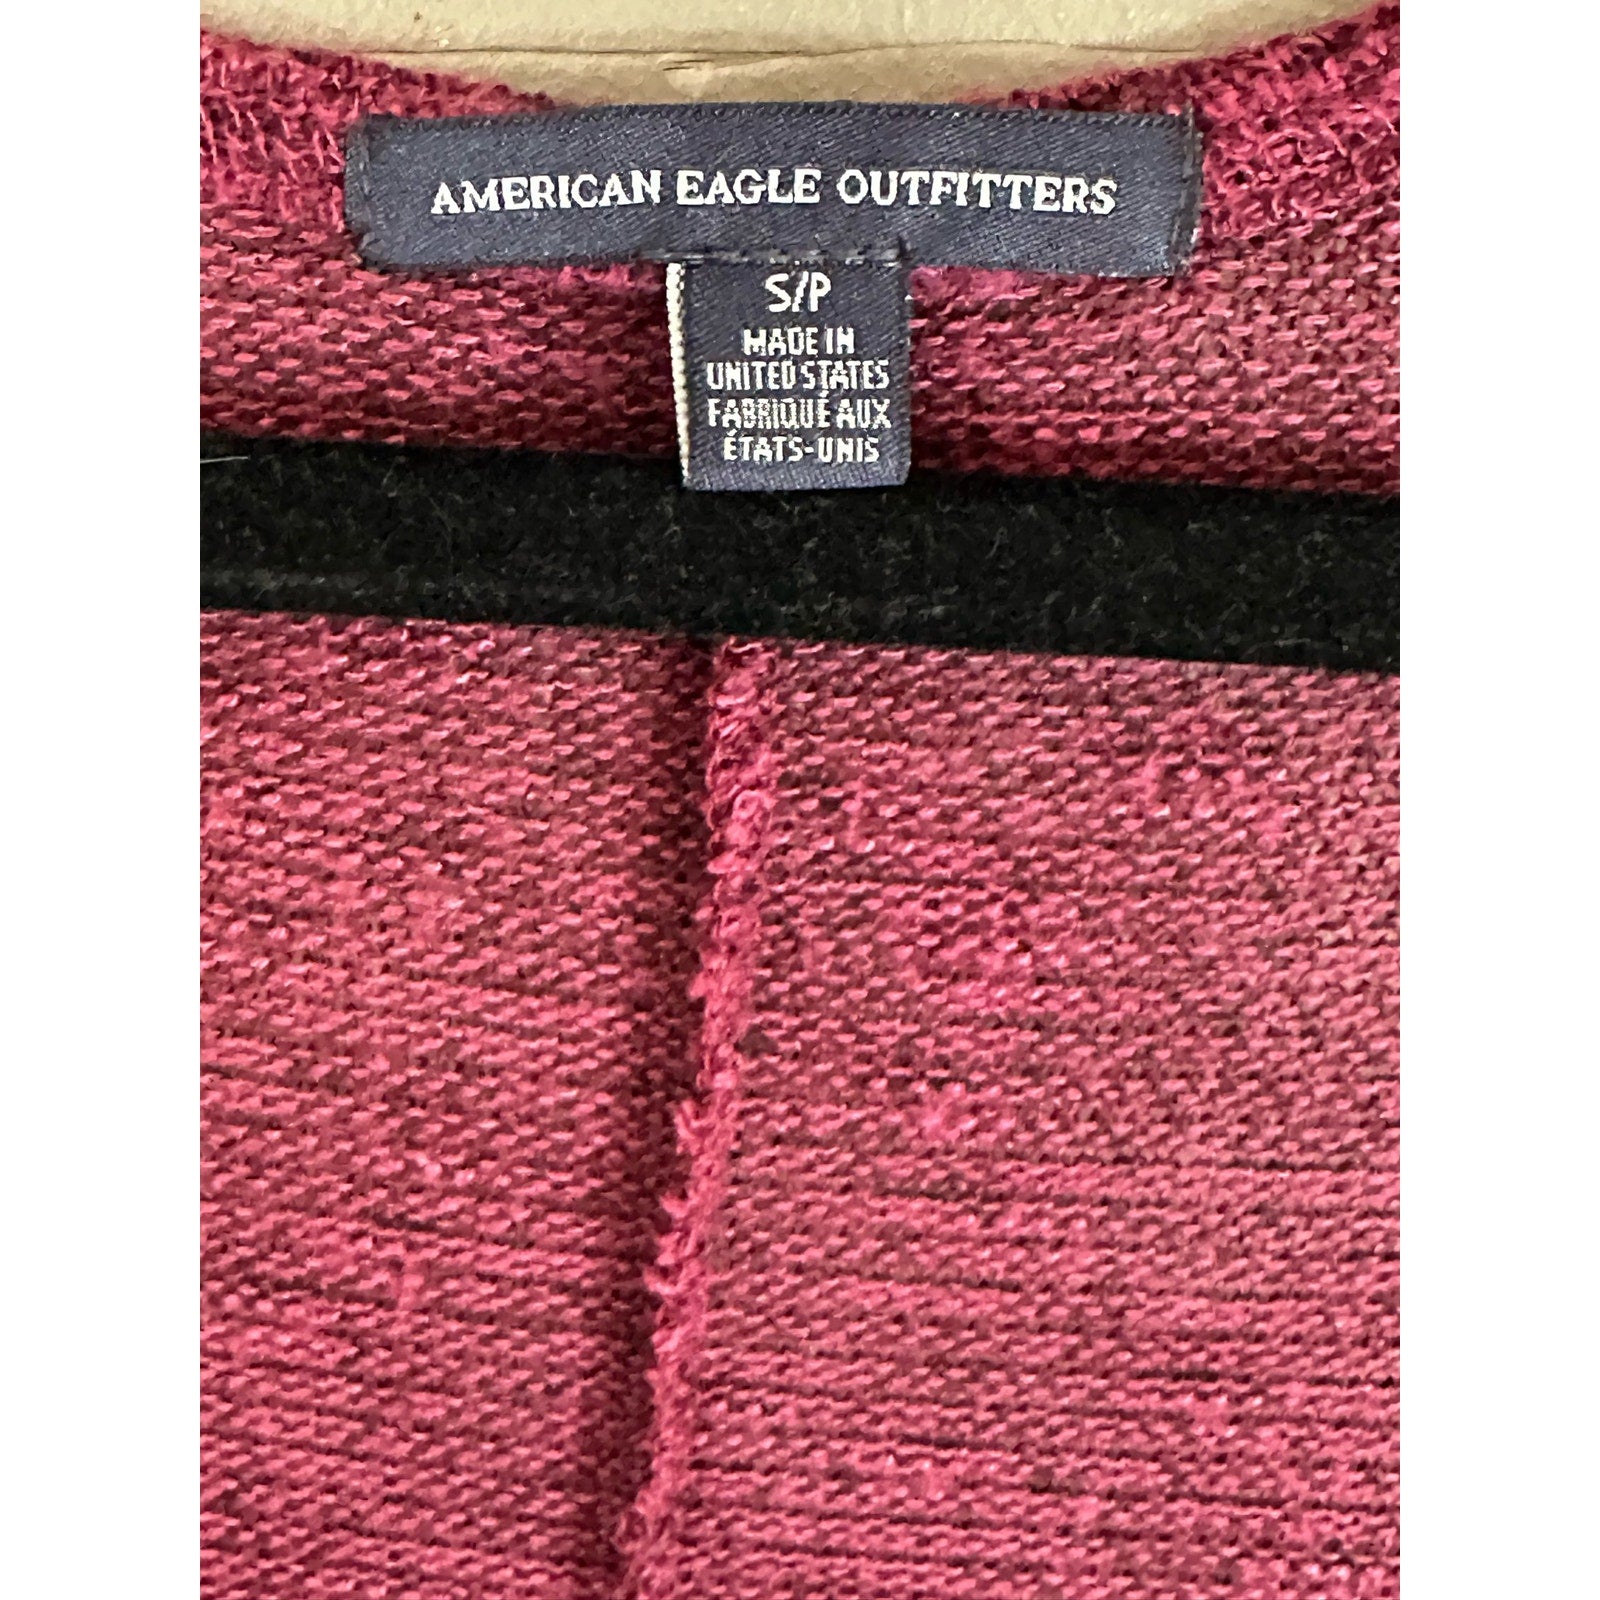 AMERICAN EAGLE OUTFITTERS
S/P
MADE IN
UNITED STATES
FABRIQUÉ AUX
ÉTATS-UNIS